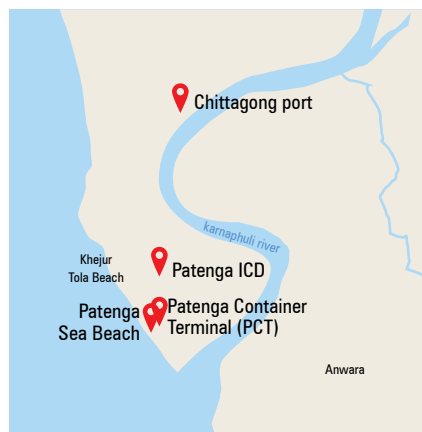 Chittagong port
karnaphuli river
Khejur
Tola Beach
Patenga ICD
Patenga
Sea Beach
Patenga Container
Terminal (PCT)
Anwara